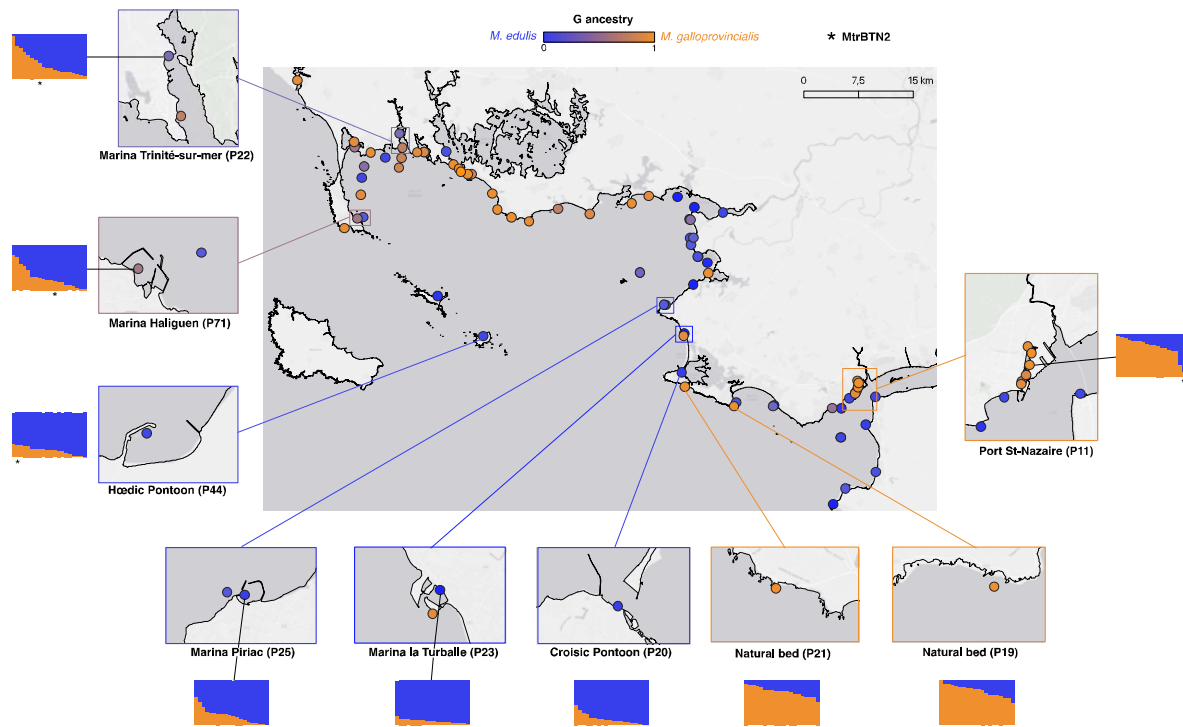 G ancestry
M. edulis
M. galloprovincialis
0
1
* MtrBTN2
0 7,5 15 km
*
Marina Trinité-sur-mer (P22)
*
Marina Haliguen (P71)
*
Hœdic Pontoon (P44)
Port St-Nazaire (P11)
*
Marina Piriac (P25)
Marina la Turballe (P23)
Croisic Pontoon (P20)
Natural bed (P21)
Natural bed (P19)